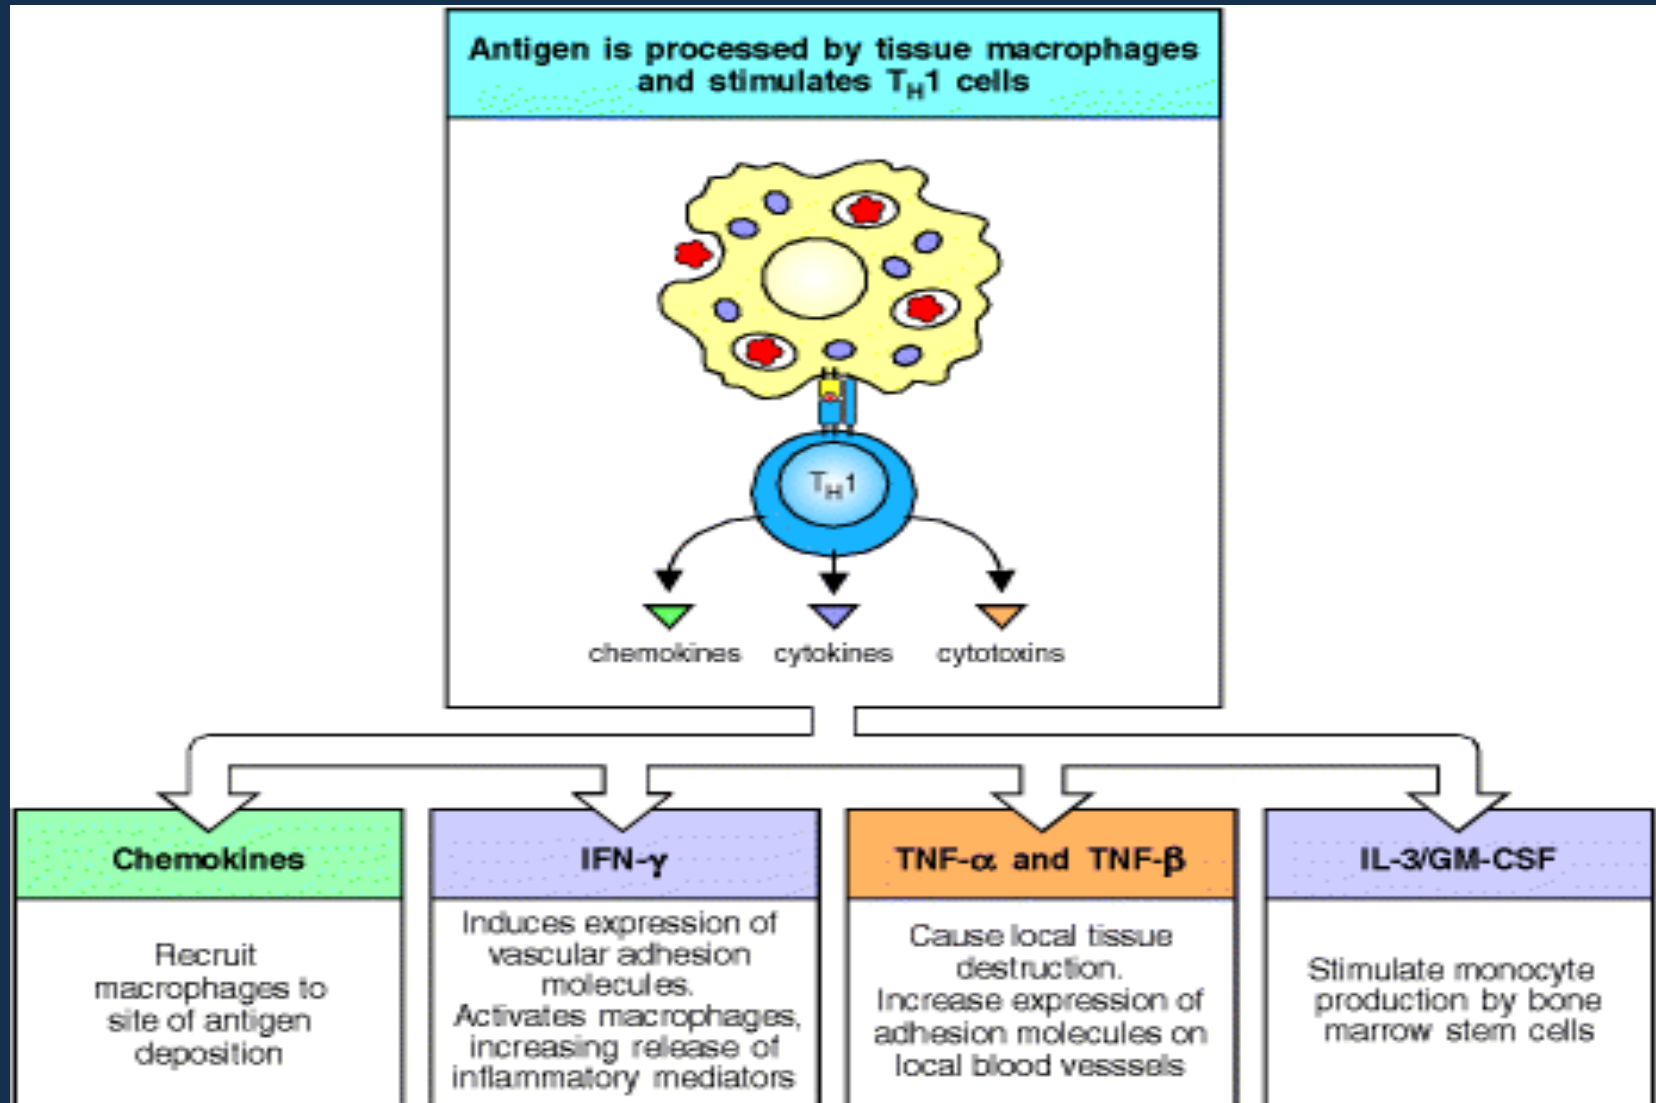 Antigen is processed by tissue macrophages
and stimulates TH1 cells
TH1
chemokines cytokines cytotoxins
Chemokines
Recruit
macrophages to
site of antigen
deposition
IFN-γ
Induces expression of
vascular adhesion
molecules.
Activates macrophages,
increasing release of
inflammatory mediators
TNF-α and TNF-β
Cause local tissue
destruction.
Increase expression of
adhesion molecules on
local blood vesssels
IL-3/GM-CSF
Stimulate monocyte
production by bone
marrow stem cells